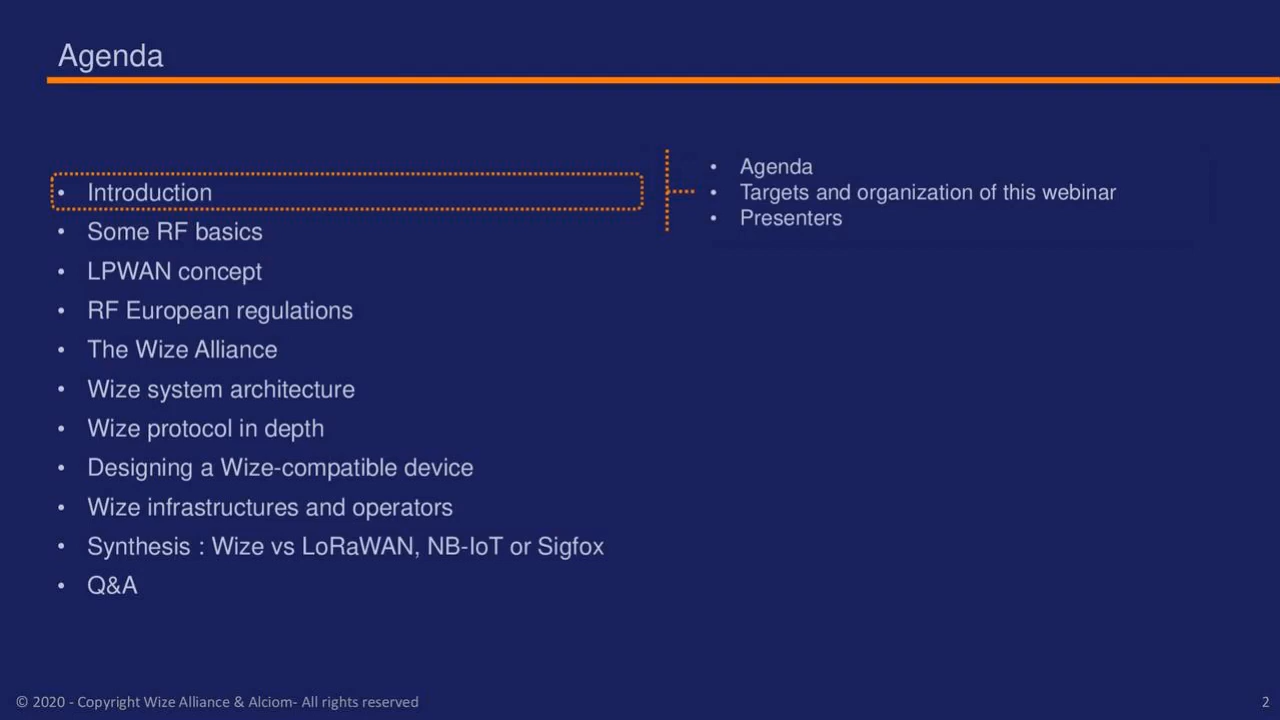 Agenda
• Introduction
• Some RF basics
• LPWAN concept
• RF European regulations
• The Wize Alliance
• Wize system architecture
• Wize protocol in depth
• Designing a Wize-compatible device
• Wize infrastructures and operators
• Synthesis : Wize vs LoRaWAN, NB-IoT or Sigfox
• Q&A
• Agenda
• Targets and organization of this webinar
• Presenters
© 2020 - Copyright Wize Alliance & Alciom- All rights reserved
2